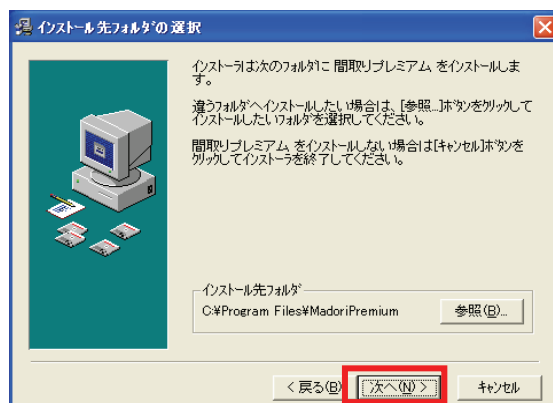 インストール先フォルダの選択
インストーラは次のフォルダに 間取りプレミアム をインストールしま
す。
違うフォルダへインストールしたい場合は、[参照...]ボタンをクリックして
インストールしたいフォルダを選択してください。
間取りプレミアム をインストールしない場合は[キャンセル]ボタンを
クリックしてインストーラを終了してください。
インストール先フォルダ
C:¥Program Files¥MadoriPremium
参照(B)...
< 戻る(B)
次へ(N) >
キャンセル